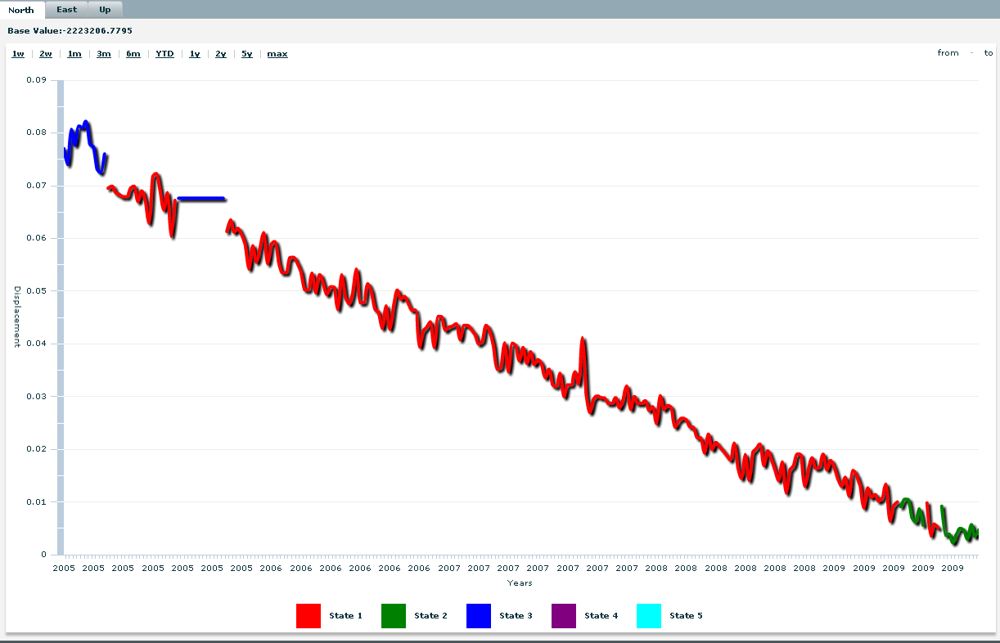 North East Up
Base Value:-2223206.7795
1w 2w 1m 3m 6m YTD 1y 2y 5y max from - to
0.09
0.08
0.07
0.06
0.05
0.04
0.03
0.02
0.01
0
Displacement
2005 2005 2005 2005 2005 2005 2005 2006 2006 2006 2006 2006 2006 2007 2007 2007 2007 2007 2007 2007 2008 2008 2008 2008 2008 2008 2009 2009 2009 2009 2009
Years
State 1 State 2 State 3 State 4 State 5